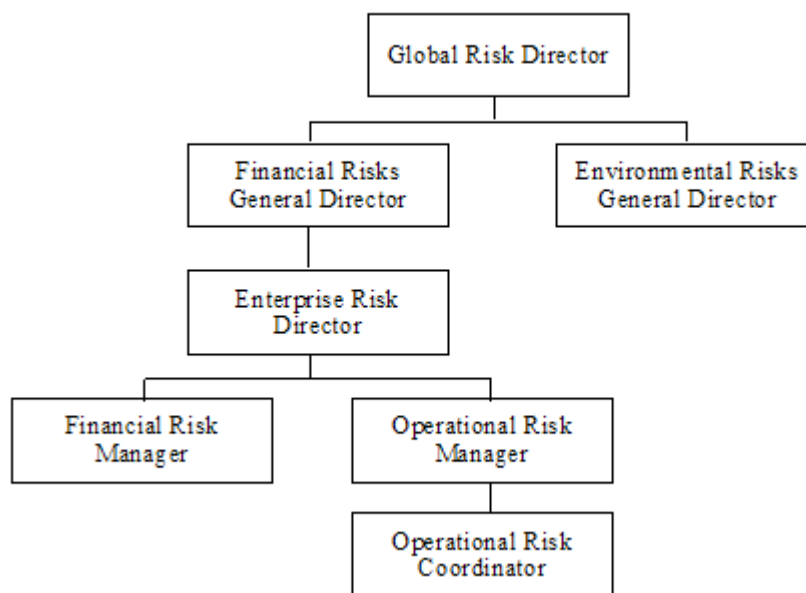 Global Risk Director
Financial Risks
General Director
Environmental Risks
General Director
Enterprise Risk
Director
Financial Risk
Manager
Operational Risk
Manager
Operational Risk
Coordinator